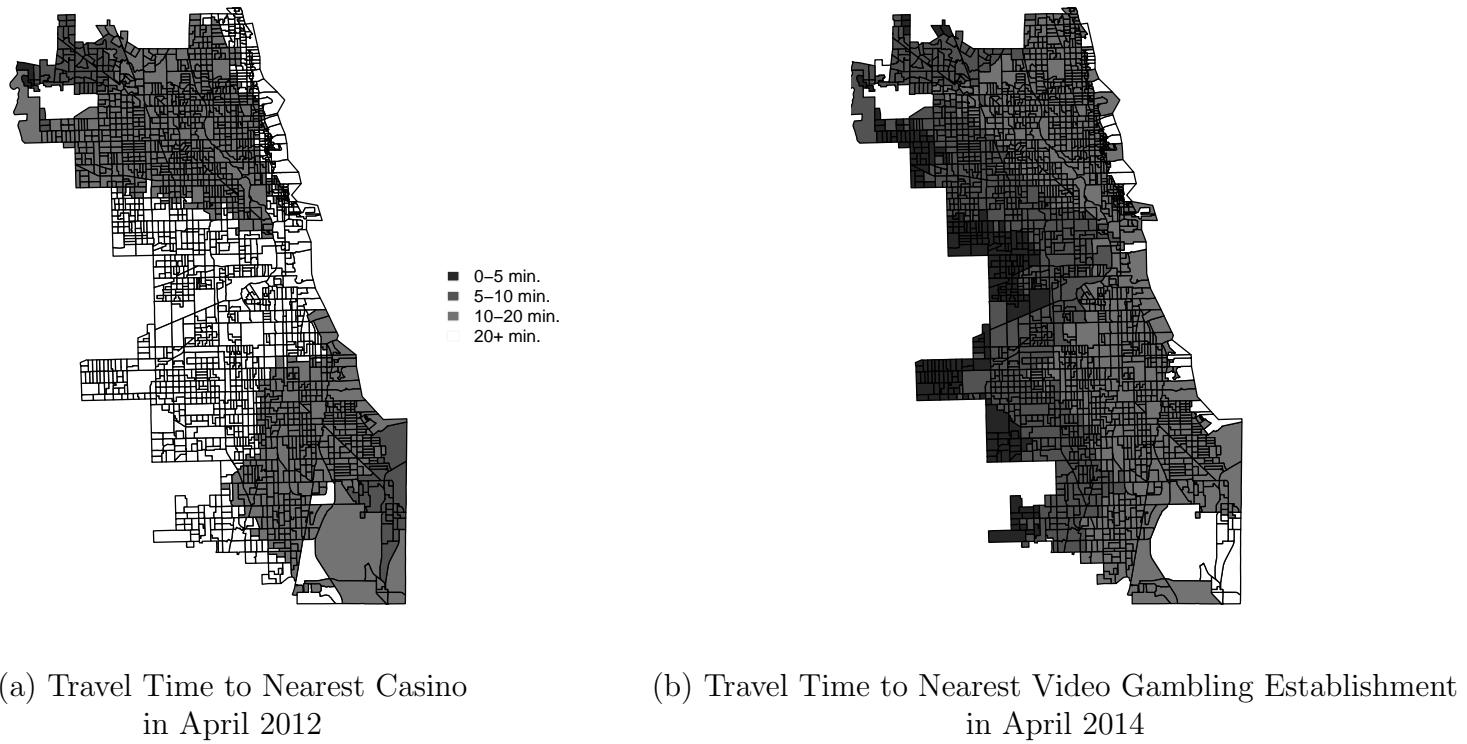 0–5 min.
5–10 min.
10–20 min.
20+ min.
(a) Travel Time to Nearest Casino
in April 2012
(b) Travel Time to Nearest Video Gambling Establishment
in April 2014